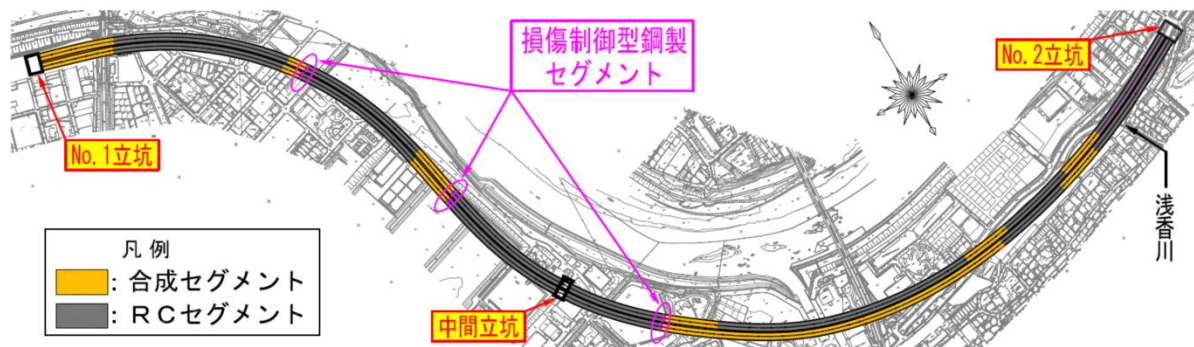 損傷制御型鋼製
セグメント
No.1立坑
No.2立坑
中間立坑
浅香川
凡例
：合成セグメント
：RCセグメント